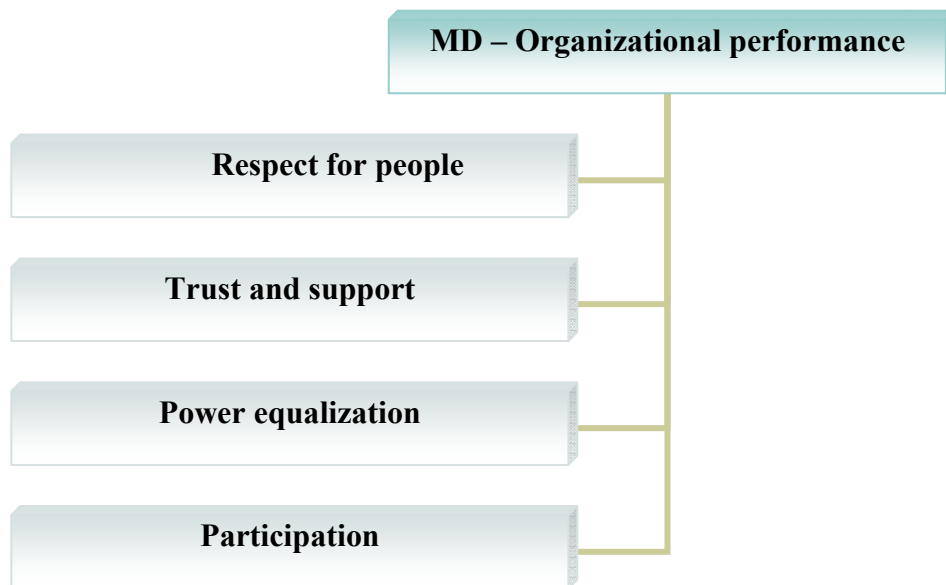 MD – Organizational performance
Respect for people
Trust and support
Power equalization
Participation